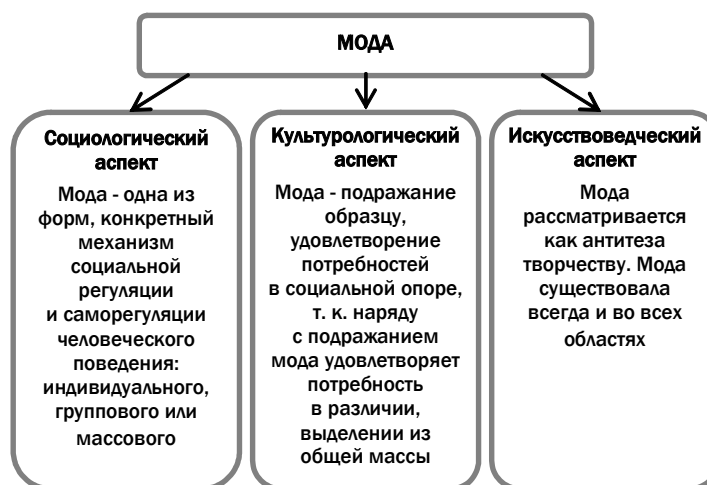 МОДА
Социологический
аспект
Мода - одна из
форм, конкретный
механизм
социальной
регуляции
и саморегуляции
человеческого
поведения:
индивидуального,
группового или
массового
Культурологический
аспект
Мода - подражание
образцу,
удовлетворение
потребностей
в социальной опоре,
т. к. наряду
с подражанием
мода удовлетворяет
потребность
в различии,
выделении из
общей массы
Искусствоведческий
аспект
Мода
рассматривается
как антитеза
творчеству. Мода
существовала
всегда и во всех
областях